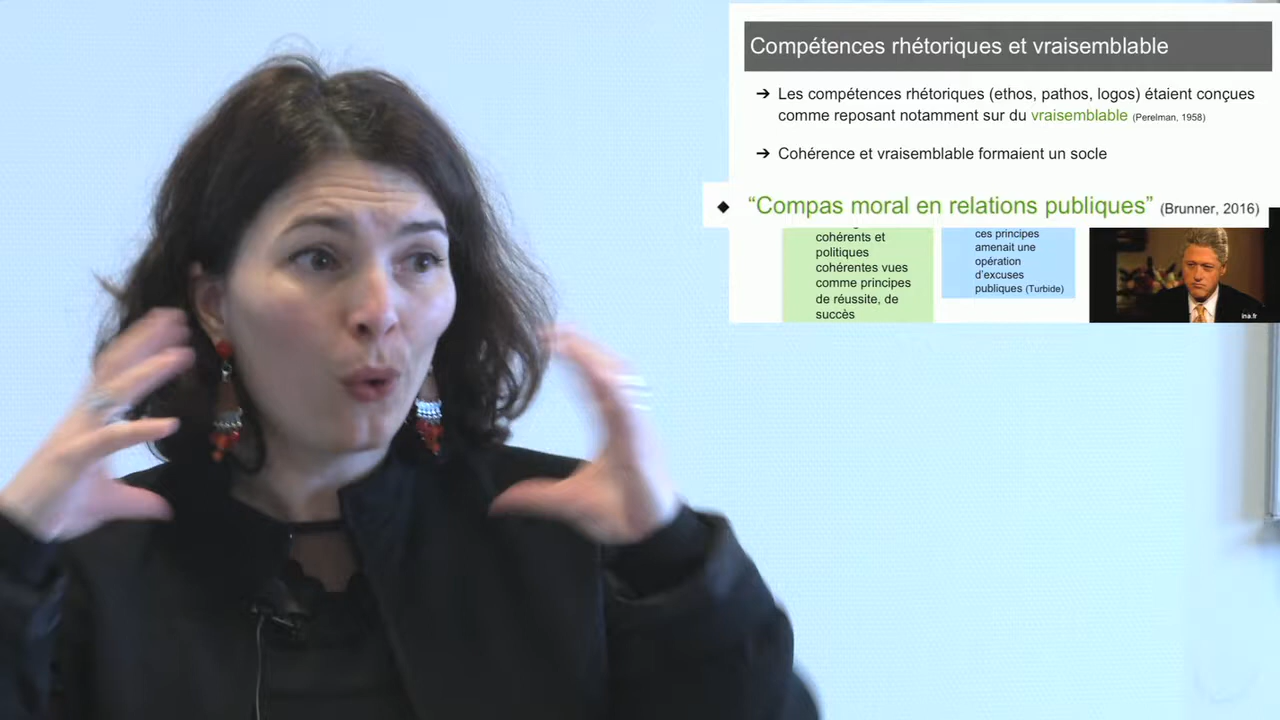 Compétences rhétoriques et vraisemblable
➔ Les compétences rhétoriques (ethos, pathos, logos) étaient conçues
comme reposant notamment sur du vraisemblable (Perelman, 1958)
➔ Cohérence et vraisemblable formaient un socle
◆ “Compas moral en relations publiques” (Brunner, 2016)
cohérents et
politiques
cohérentes vues
comme principes
de réussite, de
succès
ces principes
amenait une
opération
d'excuses
publiques (Turbide)
ina.fr